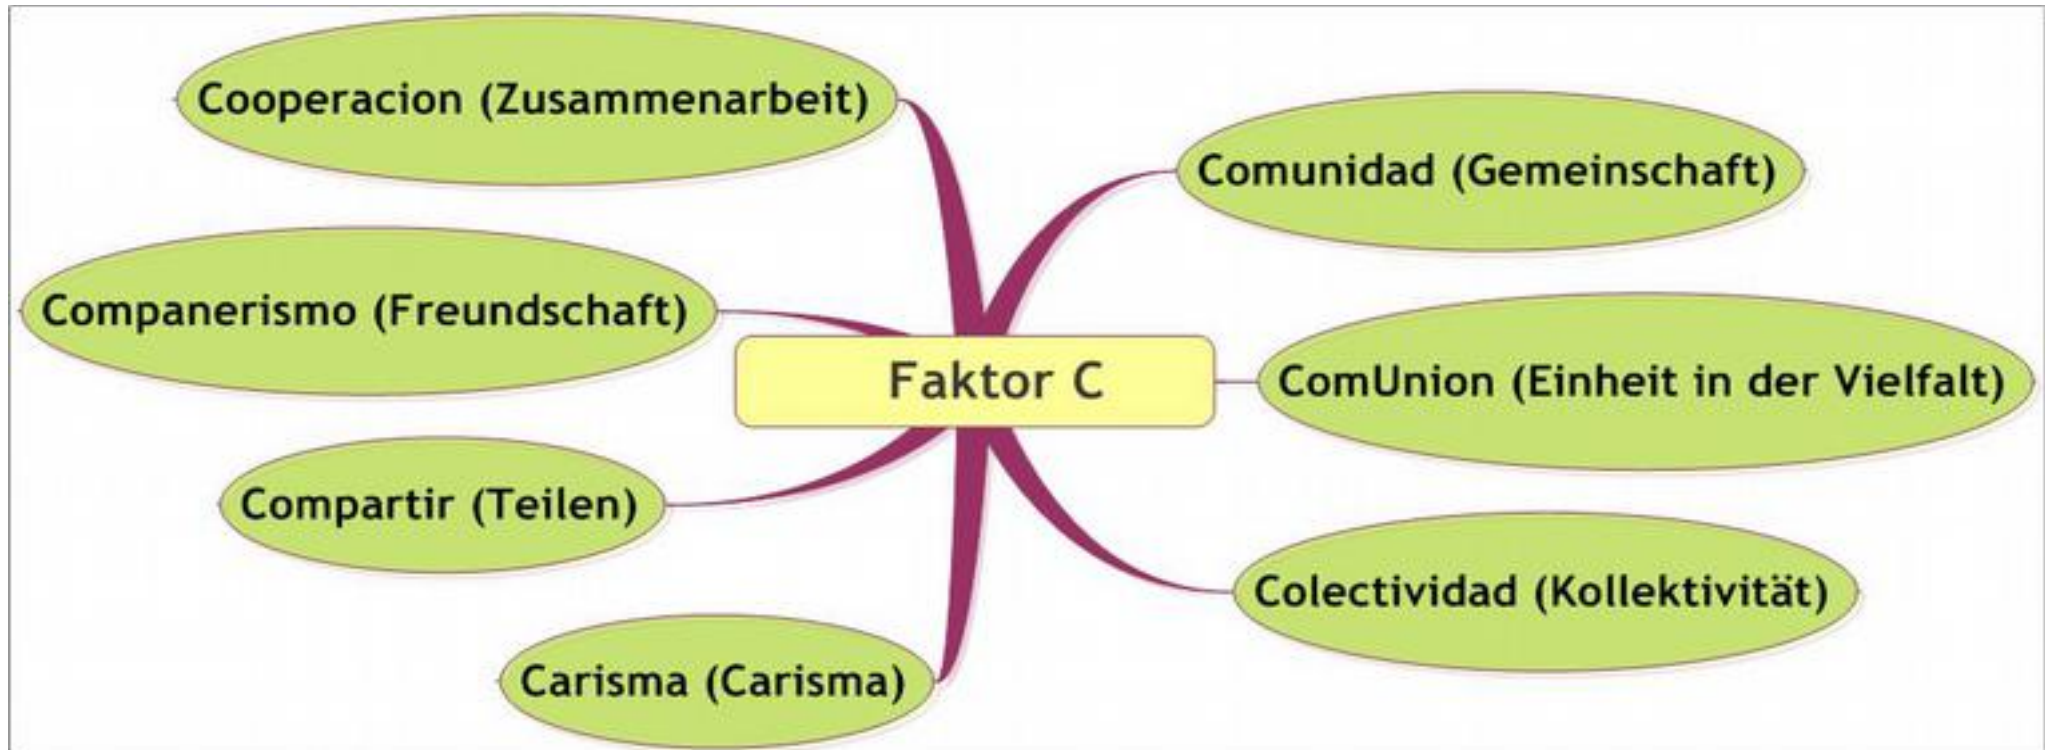 Cooperacion (Zusammenarbeit)
Comunidad (Gemeinschaft)
Companerismo (Freundschaft)
Faktor C
ComUnion (Einheit in der Vielfalt)
Compartir (Teilen)
Colectividad (Kollektivität)
Carisma (Carisma)